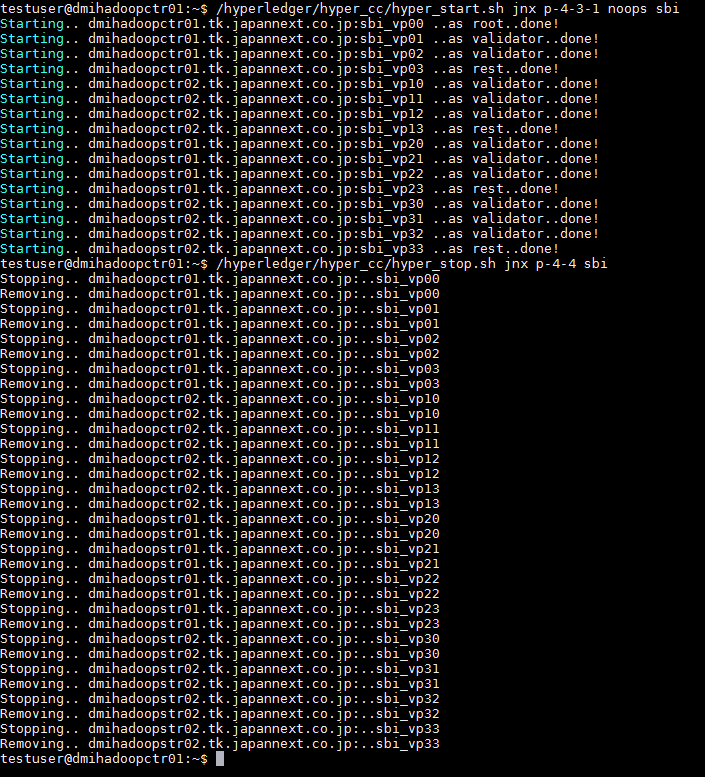 testuser@dmihadoopctr01:~$ /hyperledger/hyper_cc/hyper_start.sh jnx p-4-3-1 noops sbi
Starting.. dmihadoopctr01.tk.japannext.co.jp:sbi_vp00 ..as root..done!
Starting.. dmihadoopctr01.tk.japannext.co.jp:sbi_vp01 ..as validator..done!
Starting.. dmihadoopctr01.tk.japannext.co.jp:sbi_vp02 ..as validator..done!
Starting.. dmihadoopctr01.tk.japannext.co.jp:sbi_vp03 ..as rest..done!
Starting.. dmihadoopctr02.tk.japannext.co.jp:sbi_vp10 ..as validator..done!
Starting.. dmihadoopctr02.tk.japannext.co.jp:sbi_vp11 ..as validator..done!
Starting.. dmihadoopctr02.tk.japannext.co.jp:sbi_vp12 ..as validator..done!
Starting.. dmihadoopctr02.tk.japannext.co.jp:sbi_vp13 ..as rest..done!
Starting.. dmihadoopstr01.tk.japannext.co.jp:sbi_vp20 ..as validator..done!
Starting.. dmihadoopstr01.tk.japannext.co.jp:sbi_vp21 ..as validator..done!
Starting.. dmihadoopstr01.tk.japannext.co.jp:sbi_vp22 ..as validator..done!
Starting.. dmihadoopstr01.tk.japannext.co.jp:sbi_vp23 ..as rest..done!
Starting.. dmihadoopstr02.tk.japannext.co.jp:sbi_vp30 ..as validator..done!
Starting.. dmihadoopstr02.tk.japannext.co.jp:sbi_vp31 ..as validator..done!
Starting.. dmihadoopstr02.tk.japannext.co.jp:sbi_vp32 ..as validator..done!
Starting.. dmihadoopstr02.tk.japannext.co.jp:sbi_vp33 ..as rest..done!
testuser@dmihadoopctr01:~$ /hyperledger/hyper_cc/hyper_stop.sh jnx p-4-4 sbi
Stopping.. dmihadoopctr01.tk.japannext.co.jp:..sbi_vp00
Removing.. dmihadoopctr01.tk.japannext.co.jp:..sbi_vp00
Stopping.. dmihadoopctr01.tk.japannext.co.jp:..sbi_vp01
Removing.. dmihadoopctr01.tk.japannext.co.jp:..sbi_vp01
Stopping.. dmihadoopctr01.tk.japannext.co.jp:..sbi_vp02
Removing.. dmihadoopctr01.tk.japannext.co.jp:..sbi_vp02
Stopping.. dmihadoopctr01.tk.japannext.co.jp:..sbi_vp03
Removing.. dmihadoopctr01.tk.japannext.co.jp:..sbi_vp03
Stopping.. dmihadoopctr02.tk.japannext.co.jp:..sbi_vp10
Removing.. dmihadoopctr02.tk.japannext.co.jp:..sbi_vp10
Stopping.. dmihadoopctr02.tk.japannext.co.jp:..sbi_vp11
Removing.. dmihadoopctr02.tk.japannext.co.jp:..sbi_vp11
Stopping.. dmihadoopctr02.tk.japannext.co.jp:..sbi_vp12
Removing.. dmihadoopctr02.tk.japannext.co.jp:..sbi_vp12
Stopping.. dmihadoopctr02.tk.japannext.co.jp:..sbi_vp13
Removing.. dmihadoopctr02.tk.japannext.co.jp:..sbi_vp13
Stopping.. dmihadoopstr01.tk.japannext.co.jp:..sbi_vp20
Removing.. dmihadoopstr01.tk.japannext.co.jp:..sbi_vp20
Stopping.. dmihadoopstr01.tk.japannext.co.jp:..sbi_vp21
Removing.. dmihadoopstr01.tk.japannext.co.jp:..sbi_vp21
Stopping.. dmihadoopstr01.tk.japannext.co.jp:..sbi_vp22
Removing.. dmihadoopstr01.tk.japannext.co.jp:..sbi_vp22
Stopping.. dmihadoopstr01.tk.japannext.co.jp:..sbi_vp23
Removing.. dmihadoopstr01.tk.japannext.co.jp:..sbi_vp23
Stopping.. dmihadoopstr02.tk.japannext.co.jp:..sbi_vp30
Removing.. dmihadoopstr02.tk.japannext.co.jp:..sbi_vp30
Stopping.. dmihadoopstr02.tk.japannext.co.jp:..sbi_vp31
Removing.. dmihadoopstr02.tk.japannext.co.jp:..sbi_vp31
Stopping.. dmihadoopstr02.tk.japannext.co.jp:..sbi_vp32
Removing.. dmihadoopstr02.tk.japannext.co.jp:..sbi_vp32
Stopping.. dmihadoopstr02.tk.japannext.co.jp:..sbi_vp33
Removing.. dmihadoopstr02.tk.japannext.co.jp:..sbi_vp33
testuser@dmihadoopctr01:~$